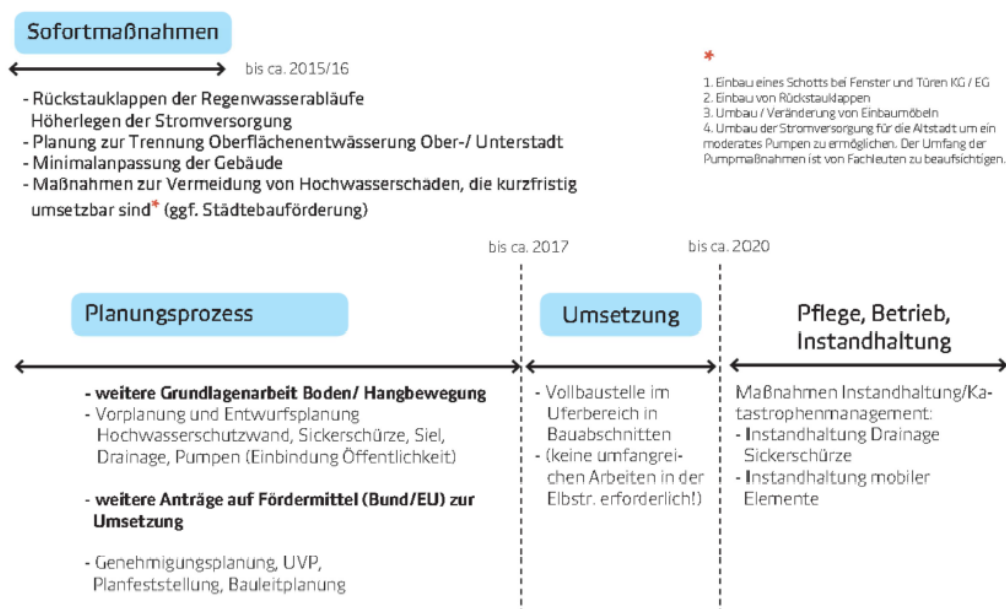 Sofortmaßnahmen
bis ca. 2015/16
- Rückstauklappen der Regenwasserabläufe
Höherlegen der Stromversorgung
- Planung zur Trennung Oberflächenentwässerung Ober-/ Unterstadt
- Minimalanpassung der Gebäude
- Maßnahmen zur Vermeidung von Hochwasserschäden, die kurzfristig
umsetzbar sind* (ggf. Städtebauförderung)
*
1. Einbau eines Schotts bei Fenster und Türen KG / EG
2. Einbau von Rückstauklappen
3. Umbau / Veränderung von Einbaumöbeln
4. Umbau der Stromversorgung für die Altstadt um ein
moderates Pumpen zu ermöglichen. Der Umfang der
Pumpmaßnahmen ist von Fachleuten zu beaufsichtigen.
bis ca. 2017
bis ca. 2020
Planungsprozess
- weitere Grundlagenarbeit Boden/ Hangbewegung
- Vorplanung und Entwurfsplanung
Hochwasserschutzwand, Sickerschürze, Siel,
Drainage, Pumpen (Einbindung Öffentlichkeit)
- weitere Anträge auf Fördermittel (Bund/EU) zur
Umsetzung
- Genehmigungsplanung, UVP,
Planfeststellung, Bauleitplanung
Umsetzung
- Vollbaustelle im
Uferbereich in
Bauabschnitten
- (keine umfangrei-
chen Arbeiten in der
Elbstr. erforderlich!)
Pflege, Betrieb,
Instandhaltung
Maßnahmen Instandhaltung/Ka-
tastrophenmanagement:
- Instandhaltung Drainage
Sickerschürze
- Instandhaltung mobiler
Elemente